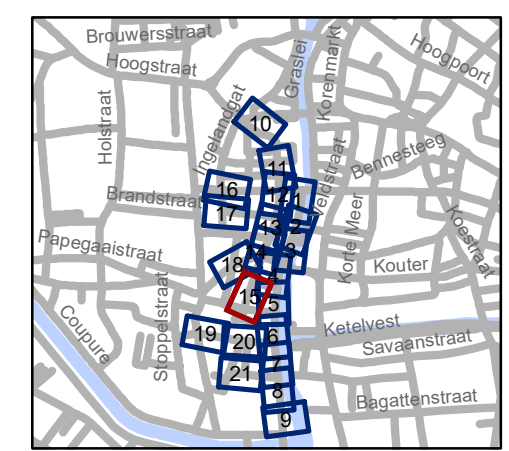 Brouwersstraat
Hoogstraat
Graslei
Korenmarkt
Hoogpoort
Holstraat
Ingelandgat
10
Bennesteeg
Veldstraat
11
16
12
1
Brandstraat
17
13
2
Korte Meer
Koestraat
Papegaaistraat
14
3
18
4
Kouter
15
5
Coupure
Stoppelstraat
19
20
6
Ketelvest
Savaanstraat
21
7
8
Bagattenstraat
9